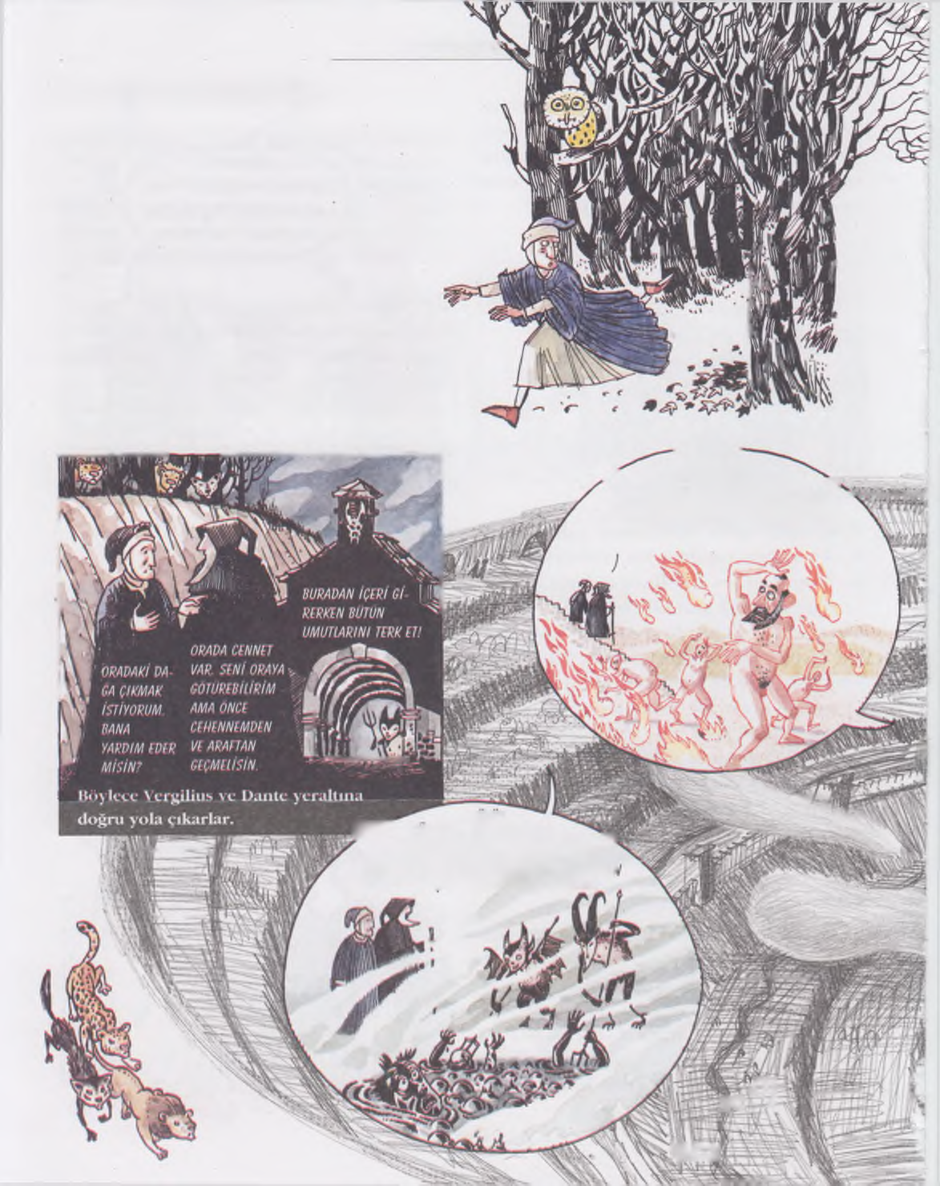 BURADAN İÇERİ Gİ-
RERKEN BÜTÜN
UMUTLARINI TERK ET!
ORADAKİ DA-
GA ÇIKMAK
İSTİYORUM.
BANA
YARDIM EDER
MİSİN?
ORADA CENNET
VAR. SENİ ORAYA
GÖTÜREBİLİRİM
AMA ÖNCE
CEHENNEMDEN
VE ARAFTAN
GEÇMELİSİN.
Böylece Vergilius ve Dante yeraltına
doğru yola çıkarlar.